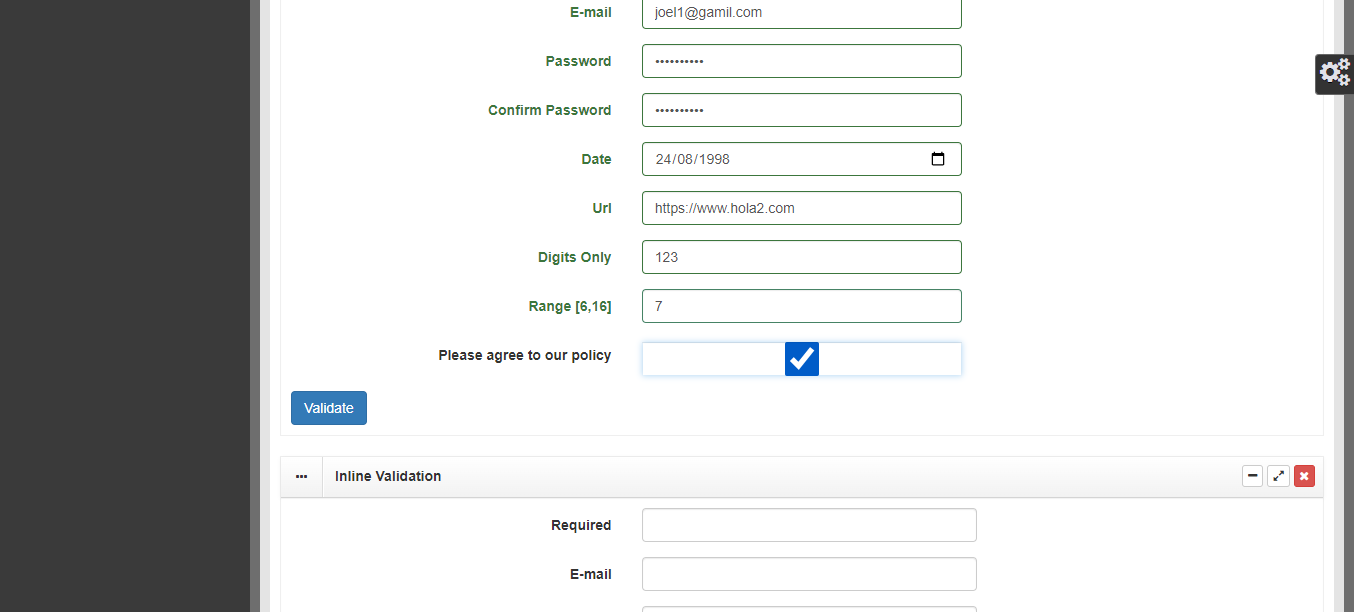 E-mail joel1@gamil.com
Password ••••••••••
Confirm Password ••••••••••
Date 24/08/1998
Url https://www.hola2.com
Digits Only 123
Range [6,16] 7
Please agree to our policy
Validate
Inline Validation
Required
E-mail